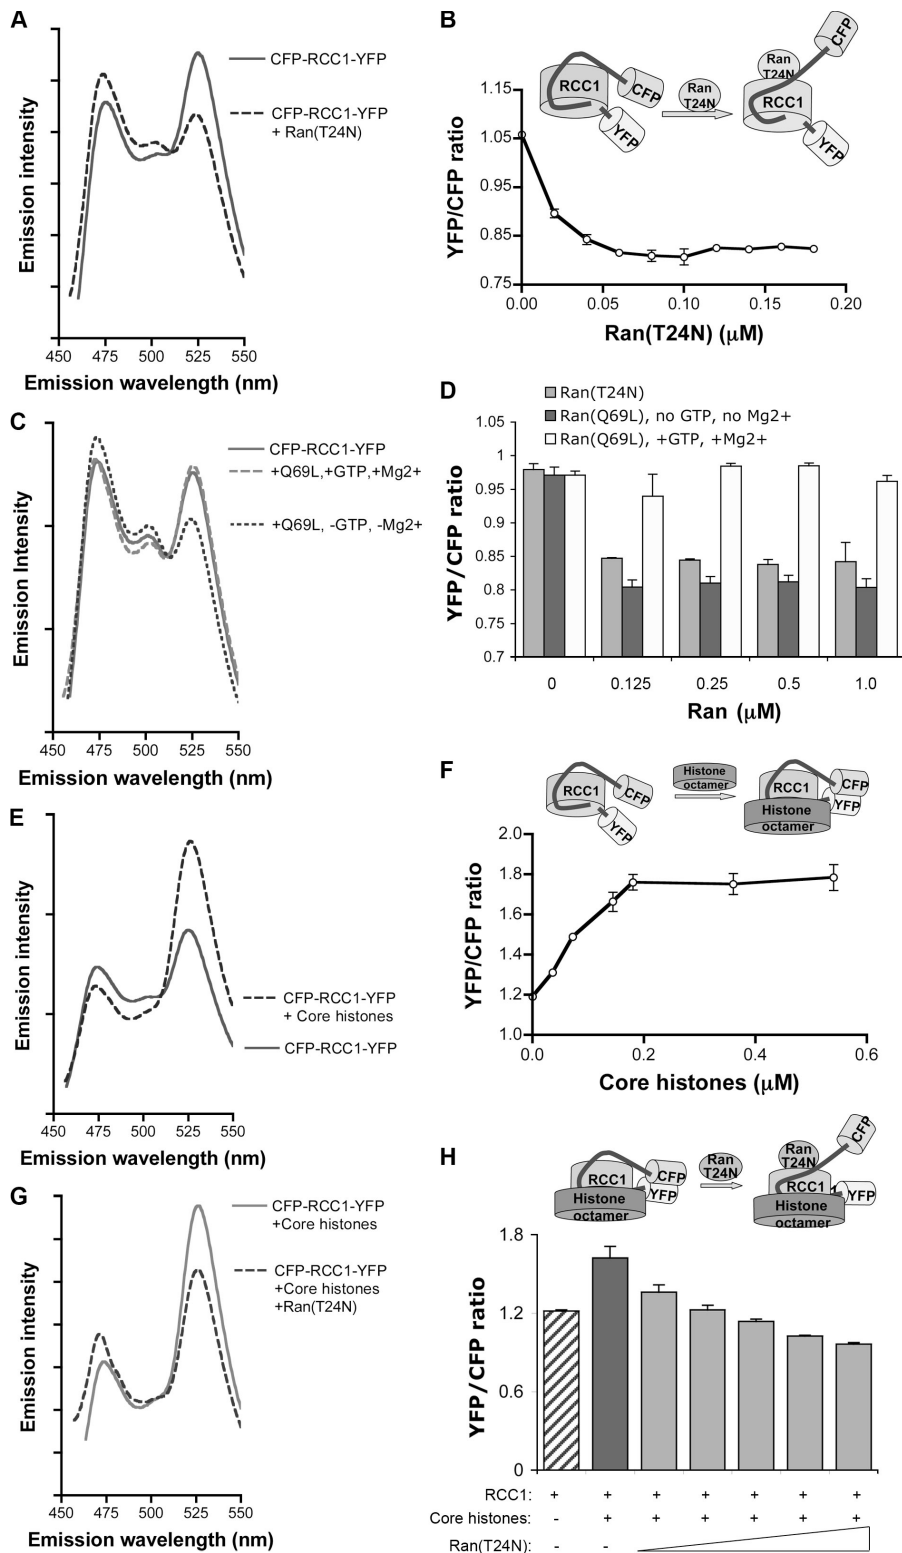 A
Emission intensity
CFP-RCC1-YFP
CFP-RCC1-YFP
+ Ran(T24N)
450 475 500 525 550
Emission wavelength (nm)
B
YFP/CFP ratio
1.15
1.05
0.95
0.85
0.75
RCC1
CFP
YFP
Ran
T24N
Ran
T24N
RCC1
CFP
YFP
0.00 0.05 0.10 0.15 0.20
Ran(T24N) (μM)
C
Emission Intensity
CFP-RCC1-YFP
+Q69L,+GTP,+Mg2+
+Q69L, -GTP, -Mg2+
450 475 500 525 550
Emission wavelength (nm)
D
Ran(T24N)
Ran(Q69L), no GTP, no Mg2+
Ran(Q69L), +GTP, +Mg2+
YFP/CFP ratio
1.05
1
0.95
0.9
0.85
0.8
0.75
0.7
0 0.125 0.25 0.5 1.0
Ran (μM)
E
Emission intensity
CFP-RCC1-YFP
+ Core histones
CFP-RCC1-YFP
450 475 500 525 550
Emission wavelength (nm)
F
RCC1
CFP
YFP
Histone
octamer
RCC1
CFP
YFP
Histone
octamer
YFP/CFP ratio
2.0
1.8
1.6
1.4
1.2
1.0
0.0 0.2 0.4 0.6
Core histones (μM)
G
Emission intensity
CFP-RCC1-YFP
+Core histones
CFP-RCC1-YFP
+Core histones
+Ran(T24N)
450 475 500 525 550
Emission wavelength (nm)
H
RCC1
CFP
YFP
Histone
octamer
Ran
T24N
Ran
T24N
CFP
RCC1
YFP
Histone
octamer
YFP/CFP ratio
1.8
1.2
0.6
0
RCC1: + + + + + + +
Core histones: - + + + + + +
Ran(T24N): - -